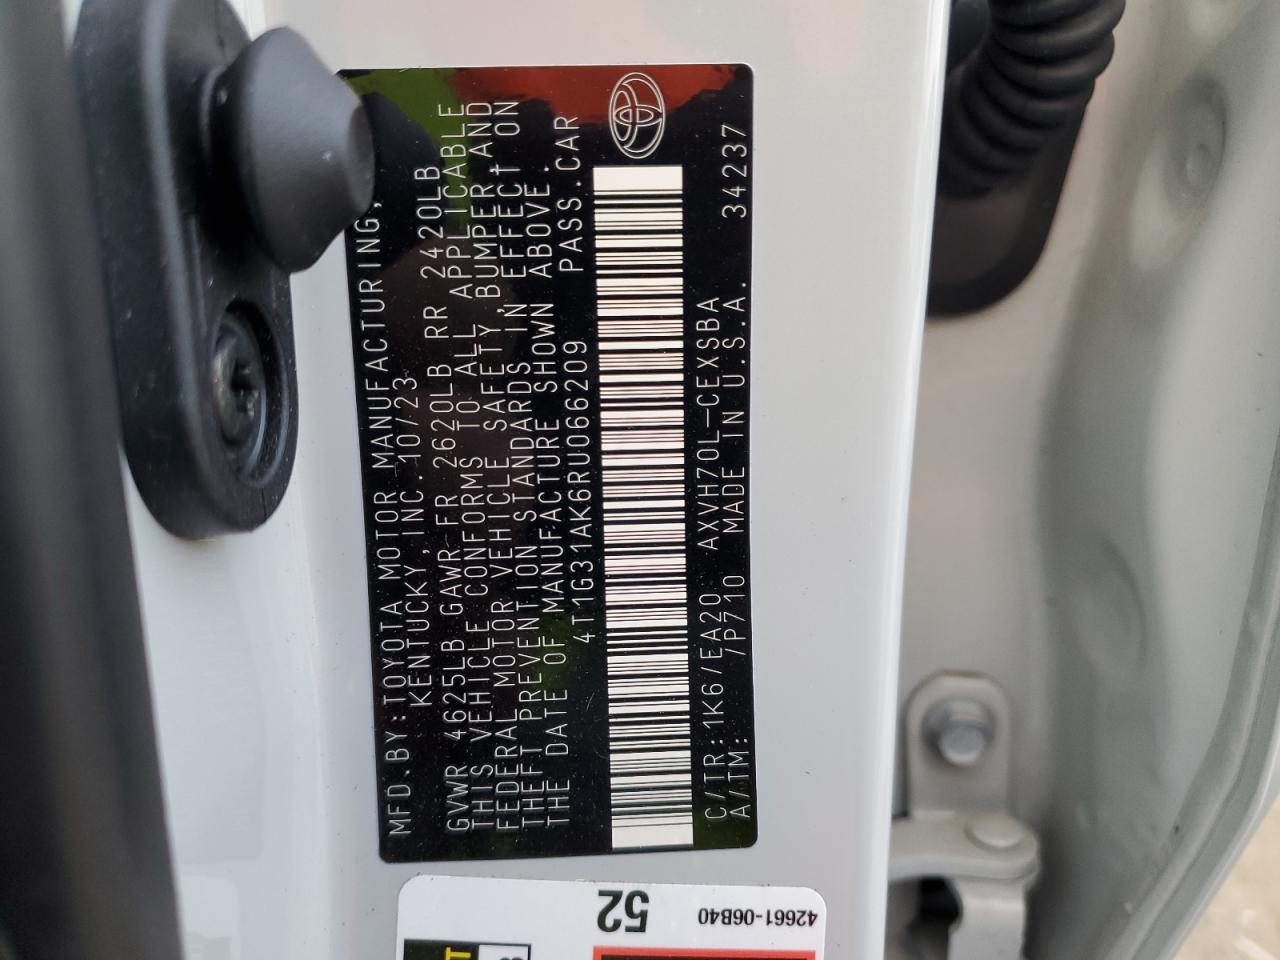 MFD.BY:TOYOTA MOTOR MANUFACTURING,
KENTUCKY, INC. 10/23
GVWR 4625LB GAWR FR 2620LB RR 2420LB
THIS VEHICLE CONFORMS TO ALL APPLICABLE
FEDERAL MOTOR VEHICLE SAFETY,BUMPER,AND
THEFT PREVENTION STANDARDS IN EFFECT ON
THE DATE OF MANUFACTURE SHOWN ABOVE.
4T1G31AK6RU066209 PASS.CAR
C/TR:1K6/EA20 AXVH70L-CEXSBA 34237
A/TM: /P710 MADE IN U.S.A.
42661-06B40
52